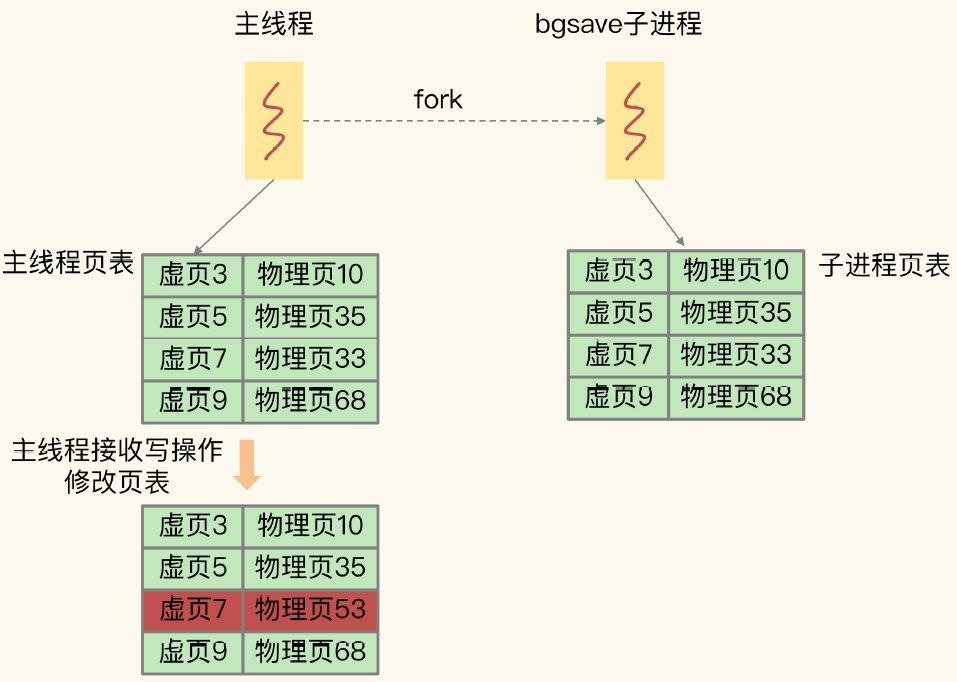 主线程
bgsave子进程
fork
主线程页表
虚页3 物理页10
虚页5 物理页35
虚页7 物理页33
虚页9 物理页68
子进程页表
虚页3 物理页10
虚页5 物理页35
虚页7 物理页33
虚页9 物理页68
主线程接收写操作
修改页表
虚页3 物理页10
虚页5 物理页35
虚页7 物理页53
虚页9 物理页68